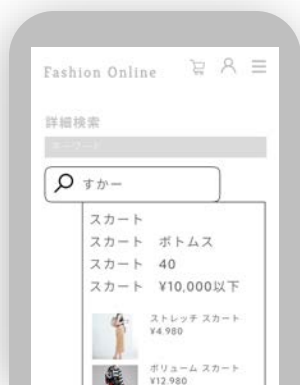 Fashion Online
詳細検索
キーワード
すかー
スカート
スカート ボトムス
スカート 40
スカート ¥10,000以下
ストレッチ スカート
¥4.980
ボリューム スカート
¥12.980